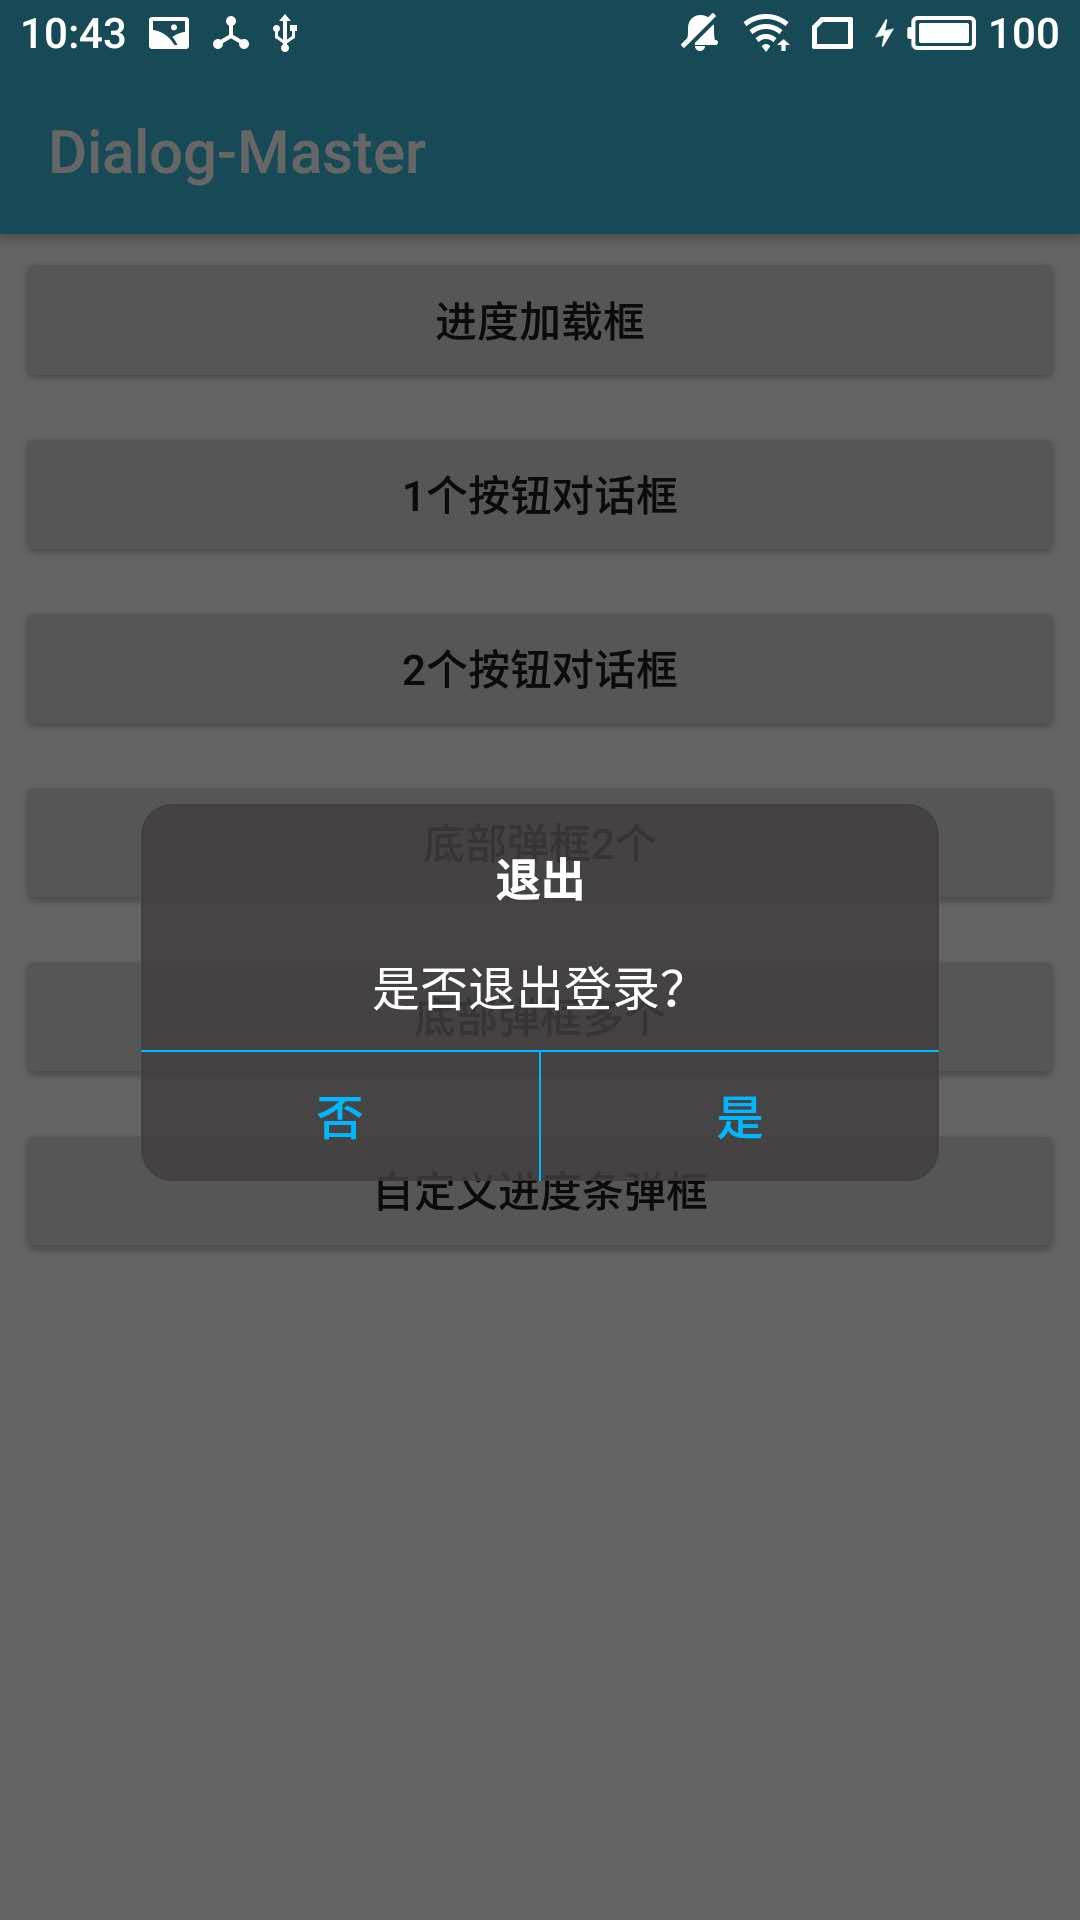 10:43 100
Dialog-Master
进度加载框
1个按钮对话框
2个按钮对话框
底部弹框2个
退出
是否退出登录？
底部弹框多个
否 是
自定义进度条弹框